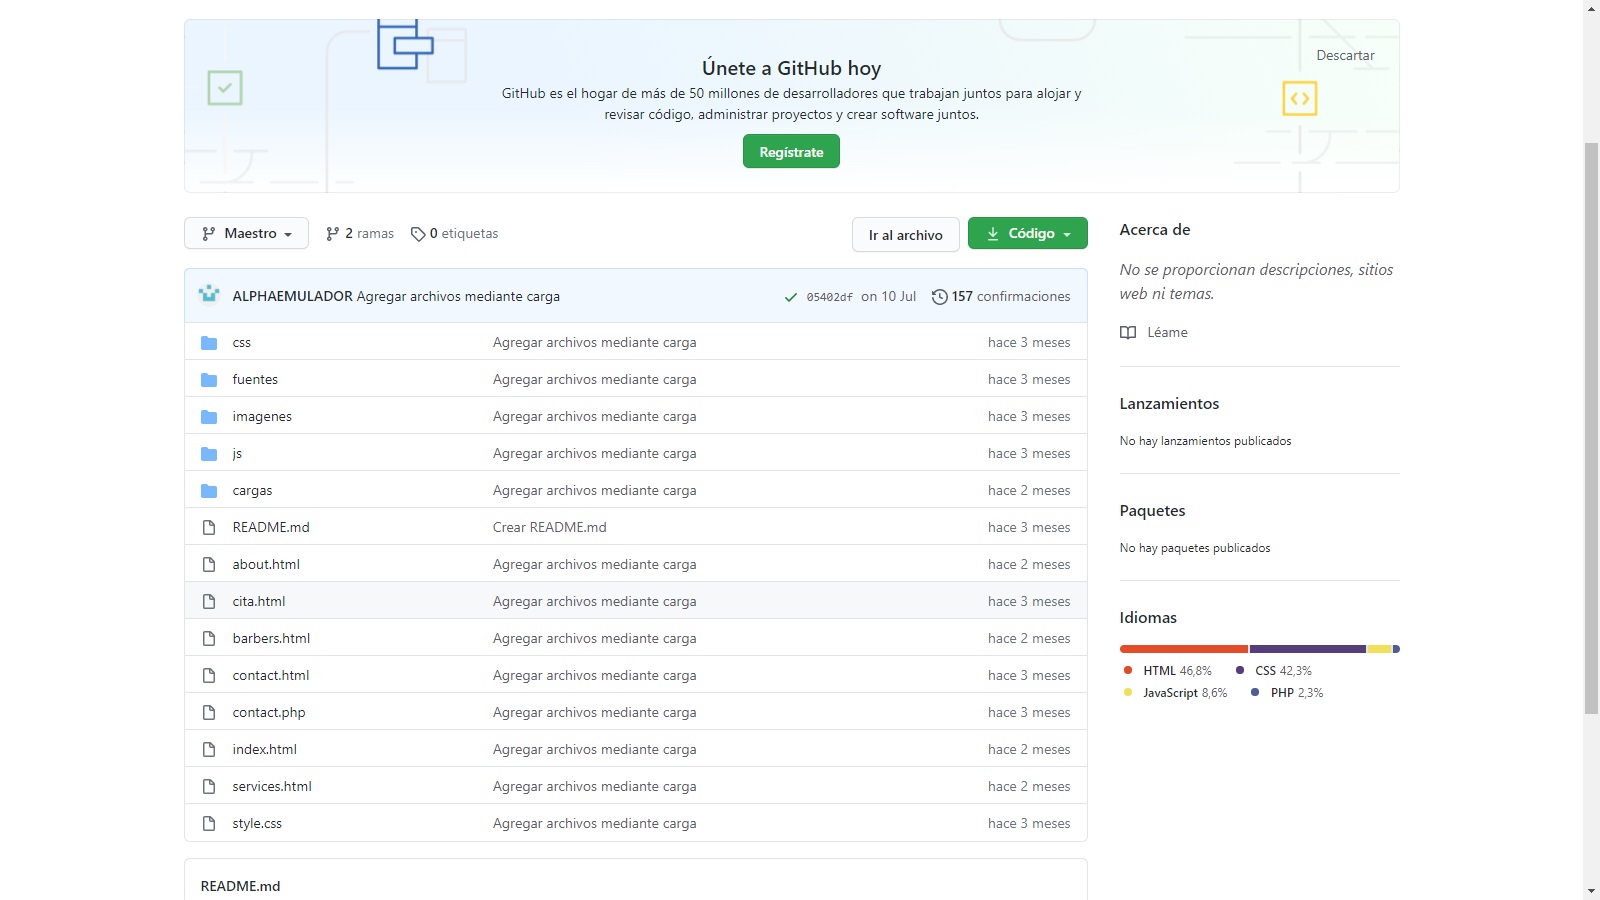 Únete a GitHub hoy
Descartar
GitHub es el hogar de más de 50 millones de desarrolladores que trabajan juntos para alojar y
revisar código, administrar proyectos y crear software juntos.
Regístrate
Maestro 2 ramas 0 etiquetas Ir al archivo Código
ALPHAEMULADOR Agregar archivos mediante carga 05402df on 10 Jul 157 confirmaciones
css Agregar archivos mediante carga hace 3 meses
fuentes Agregar archivos mediante carga hace 3 meses
imagenes Agregar archivos mediante carga hace 3 meses
js Agregar archivos mediante carga hace 3 meses
cargas Agregar archivos mediante carga hace 2 meses
README.md Crear README.md hace 3 meses
about.html Agregar archivos mediante carga hace 2 meses
cita.html Agregar archivos mediante carga hace 3 meses
barbers.html Agregar archivos mediante carga hace 2 meses
contact.html Agregar archivos mediante carga hace 3 meses
contact.php Agregar archivos mediante carga hace 3 meses
index.html Agregar archivos mediante carga hace 2 meses
services.html Agregar archivos mediante carga hace 2 meses
style.css Agregar archivos mediante carga hace 3 meses
README.md
Acerca de
No se proporcionan descripciones, sitios
web ni temas.
Léame
Lanzamientos
No hay lanzamientos publicados
Paquetes
No hay paquetes publicados
Idiomas
HTML 46,8% CSS 42,3%
JavaScript 8,6% PHP 2,3%